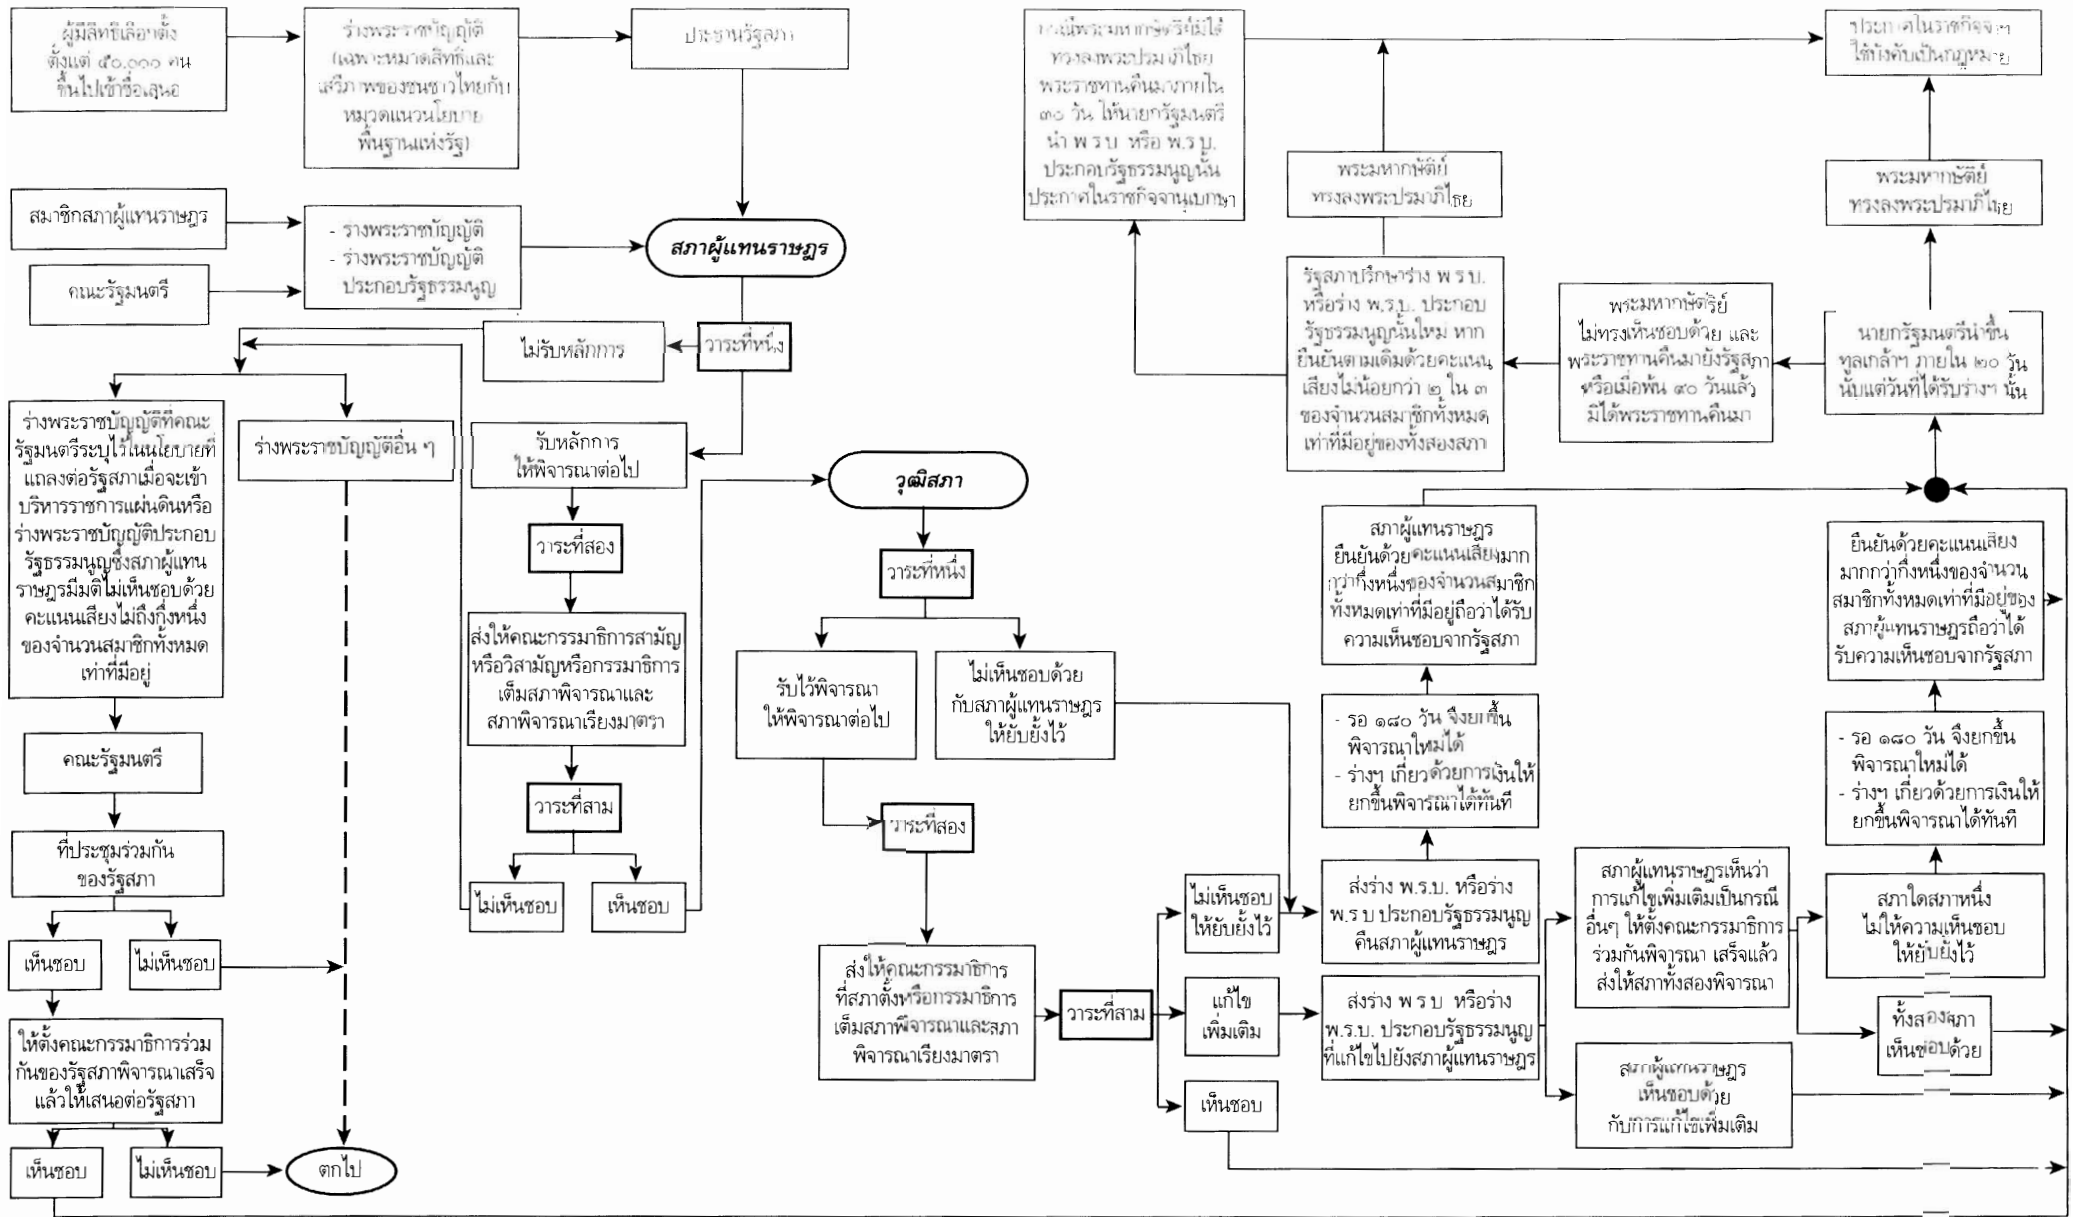 ผู้มีสิทธิเลือกตั้ง
ตั้งแต่ ๕๐,๐๐๐ คน
ขึ้นไปเข้าชื่อเสนอ
ร่างพระราชบัญญัติ
(เฉพาะหมวดสิทธิและ
เสรีภาพของชนชาวไทยกับ
หมวดแนวนโยบาย
พื้นฐานแห่งรัฐ)
ประธานรัฐสภา
สมาชิกสภาผู้แทนราษฎร
คณะรัฐมนตรี
- ร่างพระราชบัญญัติ
- ร่างพระราชบัญญัติ
ประกอบรัฐธรรมนูญ
สภาผู้แทนราษฎร
วาระที่หนึ่ง
ไม่รับหลักการ
ร่างพระราชบัญญัติที่คณะ
รัฐมนตรีระบุไว้ในนโยบายที่
แถลงต่อรัฐสภาเมื่อจะเข้า
บริหารราชการแผ่นดินหรือ
ร่างพระราชบัญญัติประกอบ
รัฐธรรมนูญซึ่งสภาผู้แทน
ราษฎรมีมติไม่เห็นชอบด้วย
คะแนนเสียงไม่ถึงกึ่งหนึ่ง
ของจำนวนสมาชิกทั้งหมด
เท่าที่มีอยู่
ร่างพระราชบัญญัติอื่น ๆ
คณะรัฐมนตรี
ที่ประชุมร่วมกัน
ของรัฐสภา
เห็นชอบ
ไม่เห็นชอบ
ให้ตั้งคณะกรรมาธิการร่วม
กันของรัฐสภาพิจารณาเสร็จ
แล้วให้เสนอต่อรัฐสภา
เห็นชอบ
ไม่เห็นชอบ
ตกไป
รับหลักการ
ให้พิจารณาต่อไป
วาระที่สอง
ส่งให้คณะกรรมาธิการสามัญ
หรือวิสามัญหรือกรรมาธิการ
เต็มสภาพิจารณาและ
สภาพิจารณาเรียงมาตรา
วาระที่สาม
ไม่เห็นชอบ
เห็นชอบ
วุฒิสภา
วาระที่หนึ่ง
รับไว้พิจารณา
ให้พิจารณาต่อไป
ไม่เห็นชอบด้วย
กับสภาผู้แทนราษฎร
ให้ยับยั้งไว้
วาระที่สอง
ส่งให้คณะกรรมาธิการ
ที่สภาตั้งหรือกรรมาธิการ
เต็มสภาพิจารณาและสภา
พิจารณาเรียงมาตรา
วาระที่สาม
ไม่เห็นชอบ
ให้ยับยั้งไว้
แก้ไข
เพิ่มเติม
เห็นชอบ
ส่งร่าง พ.ร.บ. หรือร่าง
พ.ร.บ ประกอบรัฐธรรมนูญ
คืนสภาผู้แทนราษฎร
ส่งร่าง พ ร บ หรือร่าง
พ.ร.บ. ประกอบรัฐธรรมนูญ
ที่แก้ไขไปยังสภาผู้แทนราษฎร
- รอ ๑๘๐ วัน จึงยกขึ้น
พิจารณาใหม่ได้
- ร่างฯ เกี่ยวด้วยการเงินให้
ยกขึ้นพิจารณาได้ทันที
สภาผู้แทนราษฎร
ยืนยันด้วยคะแนนเสียงมาก
กว่ากึ่งหนึ่งของจำนวนสมาชิก
ทั้งหมดเท่าที่มีอยู่ถือว่าได้รับ
ความเห็นชอบจากรัฐสภา
สภาผู้แทนราษฎรเห็นว่า
การแก้ไขเพิ่มเติมเป็นกรณี
อื่นๆ ให้ตั้งคณะกรรมาธิการ
ร่วมกันพิจารณา เสร็จแล้ว
ส่งให้สภาทั้งสองพิจารณา
สภาผู้แทนราษฎร
เห็นชอบด้วย
กับการแก้ไขเพิ่มเติม
สภาใดสภาหนึ่ง
ไม่ให้ความเห็นชอบ
ให้ยับยั้งไว้
ทั้งสองสภา
เห็นชอบด้วย
- รอ ๑๘๐ วัน จึงยกขึ้น
พิจารณาใหม่ได้
- ร่างฯ เกี่ยวด้วยการเงินให้
ยกขึ้นพิจารณาได้ทันที
ยืนยันด้วยคะแนนเสียง
มากกว่ากึ่งหนึ่งของจำนวน
สมาชิกทั้งหมดเท่าที่มีอยู่ของ
สภาผู้แทนราษฎรถือว่าได้
รับความเห็นชอบจากรัฐสภา
นายกรัฐมนตรีนำขึ้น
ทูลเกล้าฯ ภายใน ๒๐ วัน
นับแต่วันที่ได้รับร่างฯ นั้น
พระมหากษัติย์
ทรงลงพระปรมาภิไธย
ประกาศในราชกิจจาฯ
ใช้บังคับเป็นกฎหมาย
พระมหากษัตริย์
ไม่ทรงเห็นชอบด้วย และ
พระราชทานคืนมายังรัฐสภา
หรือเมื่อพ้น ๙๐ วันแล้ว
มิได้พระราชทานคืนมา
รัฐสภาปรึกษาร่าง พ ร บ.
หรือร่าง พ.ร.บ. ประกอบ
รัฐธรรมนูญนั้นใหม่ หาก
ยืนยันตามเดิมด้วยคะแนน
เสียงไม่น้อยกว่า ๒ ใน ๓
ของจำนวนสมาชิกทั้งหมด
เท่าที่มีอยู่ของทั้งสองสภา
พระมหากษัติย์
ทรงลงพระปรมาภิไธย
กรณีพระมหากษัตริย์มิได้
ทรงลงพระปรมาภิไธย
พระราชทานคืนมาภายใน
๓๐ วัน ให้นายกรัฐมนตรี
นำ พ ร บ หรือ พ.ร.บ.
ประกอบรัฐธรรมนูญนั้น
ประกาศในราชกิจจานุเบกษา